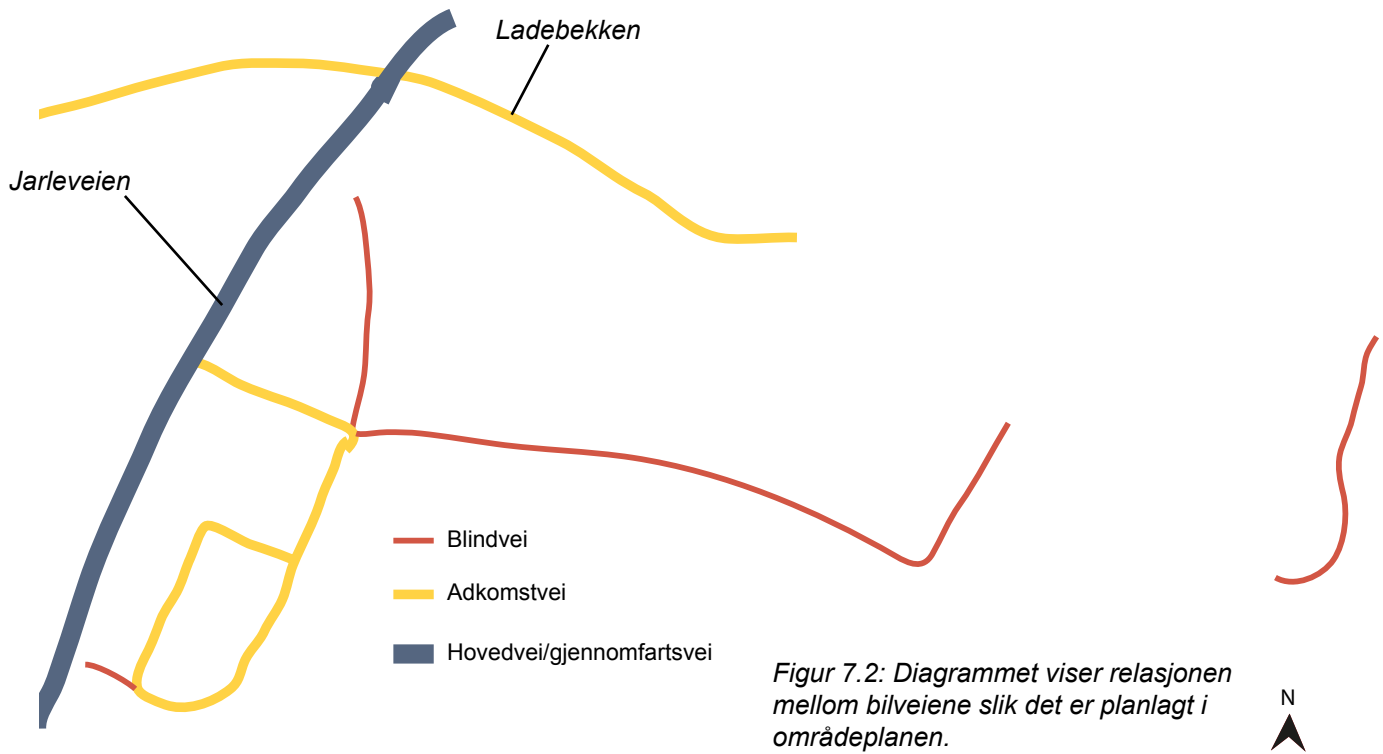 Ladebekken
Jarleveien
Blindvei
Adkomstvei
Hovedvei/gjennomfartsvei
Figur 7.2: Diagrammet viser relasjonen
mellom bilveiene slik det er planlagt i
områdeplanen.
N